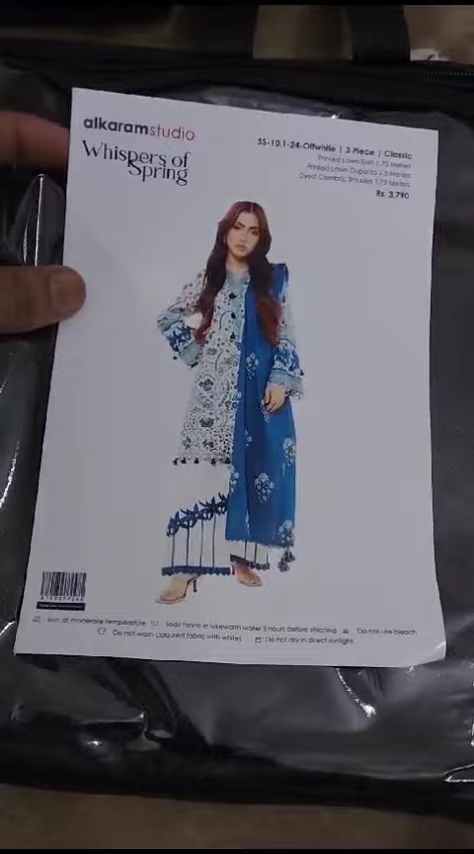 alkaramstudio
Whispers of
Spring
SS-10.1-24-Offwhite | 3 Piece | Classic
Printed Lawn Shirt 1.75 Meters
Printed Lawn Dupatta 2.5 Meters
Dyed Cambric Trouser 1.75 Meters
Rs. 3,790
Iron at moderate temperature Soak fabric in lukewarm water 2 hours before stitching Do not use bleach
Do not wash coloured fabric with whites Do not dry in direct sunlight